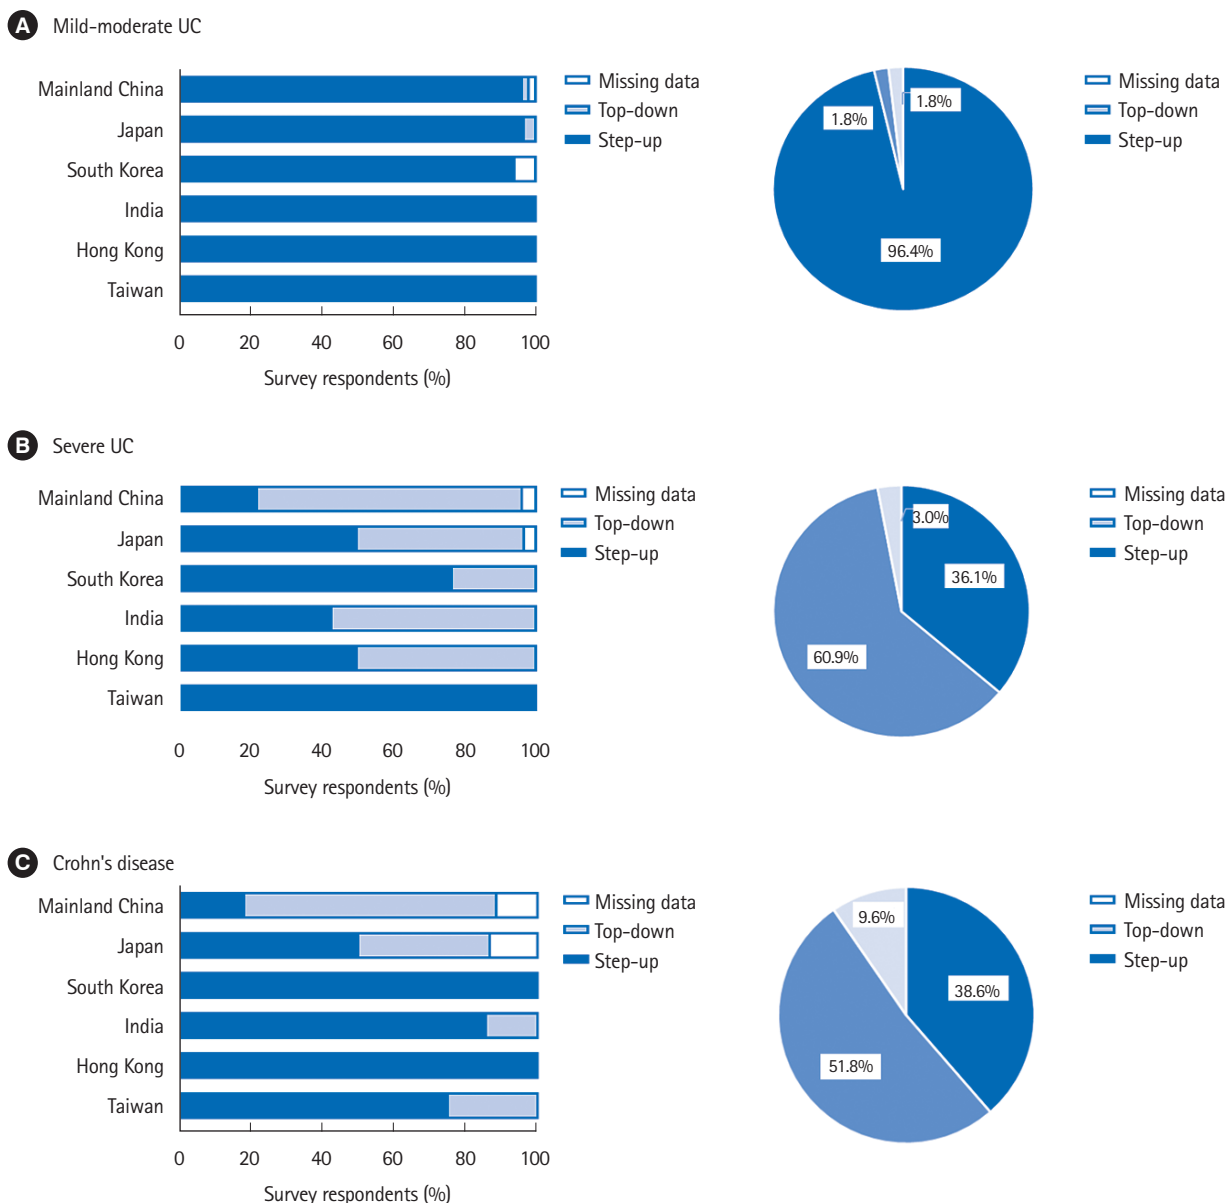 A Mild-moderate UC
Mainland China
Japan
South Korea
India
Hong Kong
Taiwan
0 20 40 60 80 100
Survey respondents (%)
Missing data
Top-down
Step-up
1.8%
1.8%
96.4%
Missing data
Top-down
Step-up
B Severe UC
Mainland China
Japan
South Korea
India
Hong Kong
Taiwan
0 20 40 60 80 100
Survey respondents (%)
Missing data
Top-down
Step-up
3.0%
36.1%
60.9%
Missing data
Top-down
Step-up
C Crohn's disease
Mainland China
Japan
South Korea
India
Hong Kong
Taiwan
0 20 40 60 80 100
Survey respondents (%)
Missing data
Top-down
Step-up
9.6%
38.6%
51.8%
Missing data
Top-down
Step-up